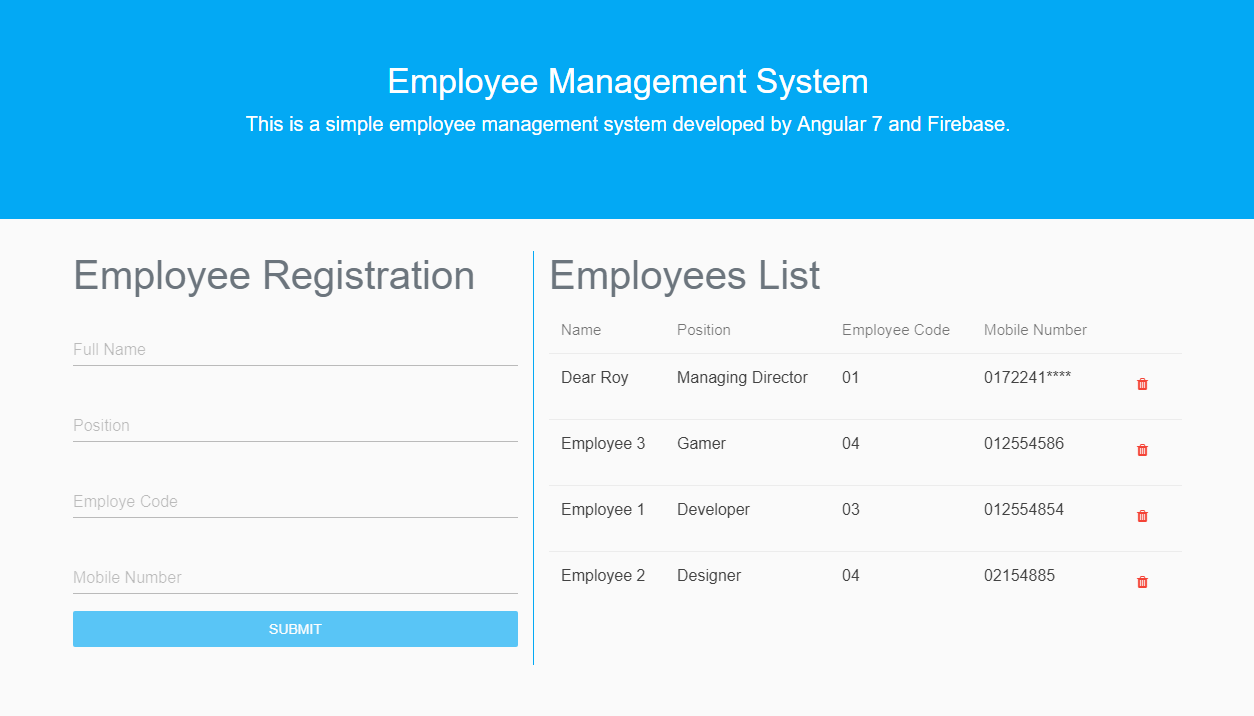 Employee Management System
This is a simple employee management system developed by Angular 7 and Firebase.
Employee Registration
Full Name
Position
Employe Code
Mobile Number
SUBMIT
Employees List
Name Position Employee Code Mobile Number
Dear Roy Managing Director 01 0172241****
Employee 3 Gamer 04 012554586
Employee 1 Developer 03 012554854
Employee 2 Designer 04 02154885